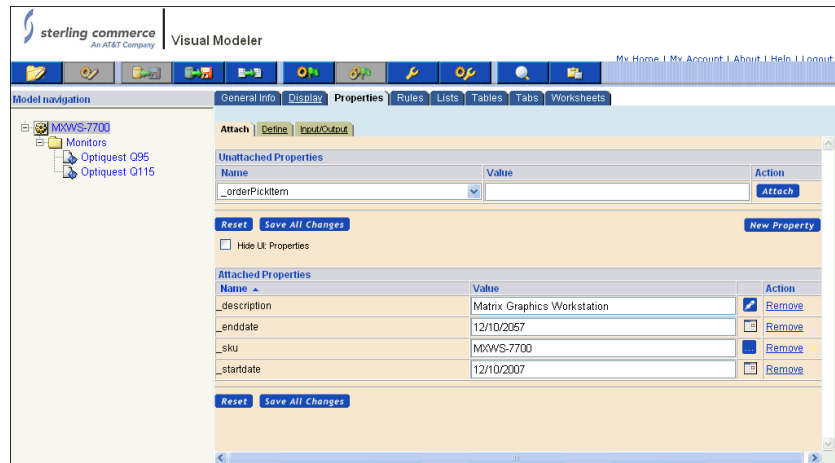 sterling commerce
An AT&T Company
Visual Modeler
My Home | My Account | About | Help | Logout
Model navigation
General Info Display Properties Rules Lists Tables Tabs Worksheets
MXWS-7700
Monitors
Optiquest Q95
Optiquest Q115
Attach Define Input/Output
Unattached Properties
Name Value Action
_orderPickItem Attach
Reset Save All Changes New Property
Hide UI: Properties
Attached Properties
Name Value Action
_description Matrix Graphics Workstation Remove
_enddate 12/10/2057 Remove
_sku MXWS-7700 ... Remove
_startdate 12/10/2007 Remove
Reset Save All Changes